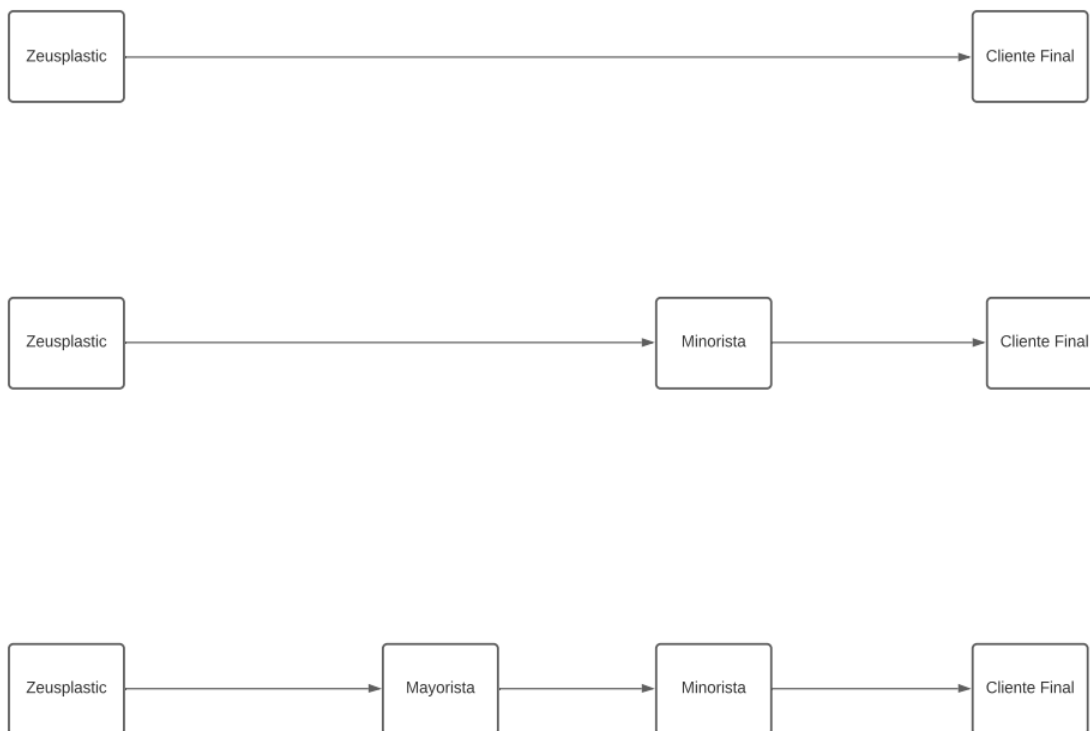 Zeusplastic
Cliente Final
Zeusplastic
Minorista
Cliente Final
Zeusplastic
Mayorista
Minorista
Cliente Final